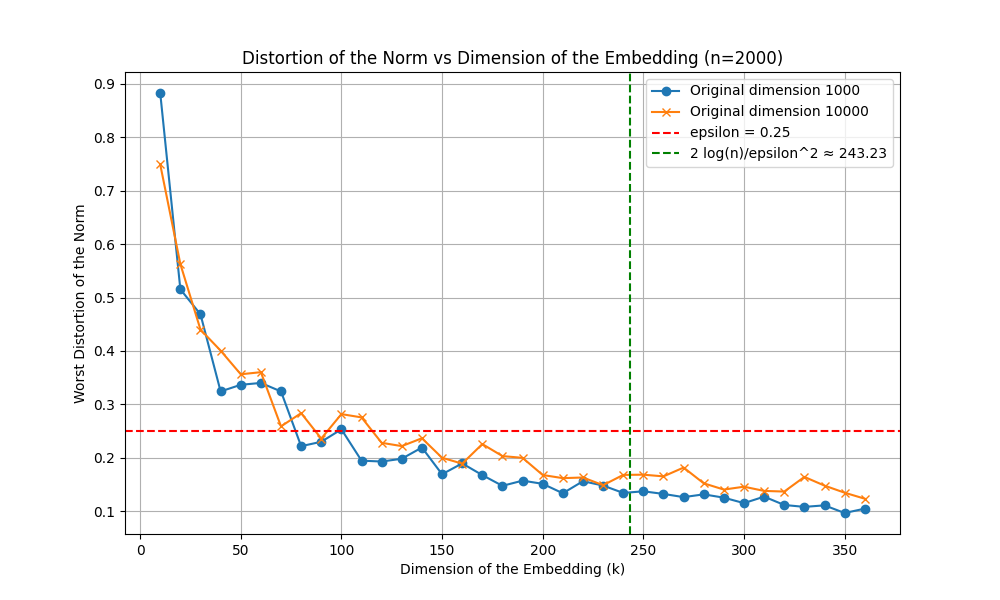 Distortion of the Norm vs Dimension of the Embedding (n=2000)
Original dimension 1000
Original dimension 10000
epsilon = 0.25
2 log(n)/epsilon^2 ≈ 243.23
Worst Distortion of the Norm
0.9
0.8
0.7
0.6
0.5
0.4
0.3
0.2
0.1
0 50 100 150 200 250 300 350
Dimension of the Embedding (k)